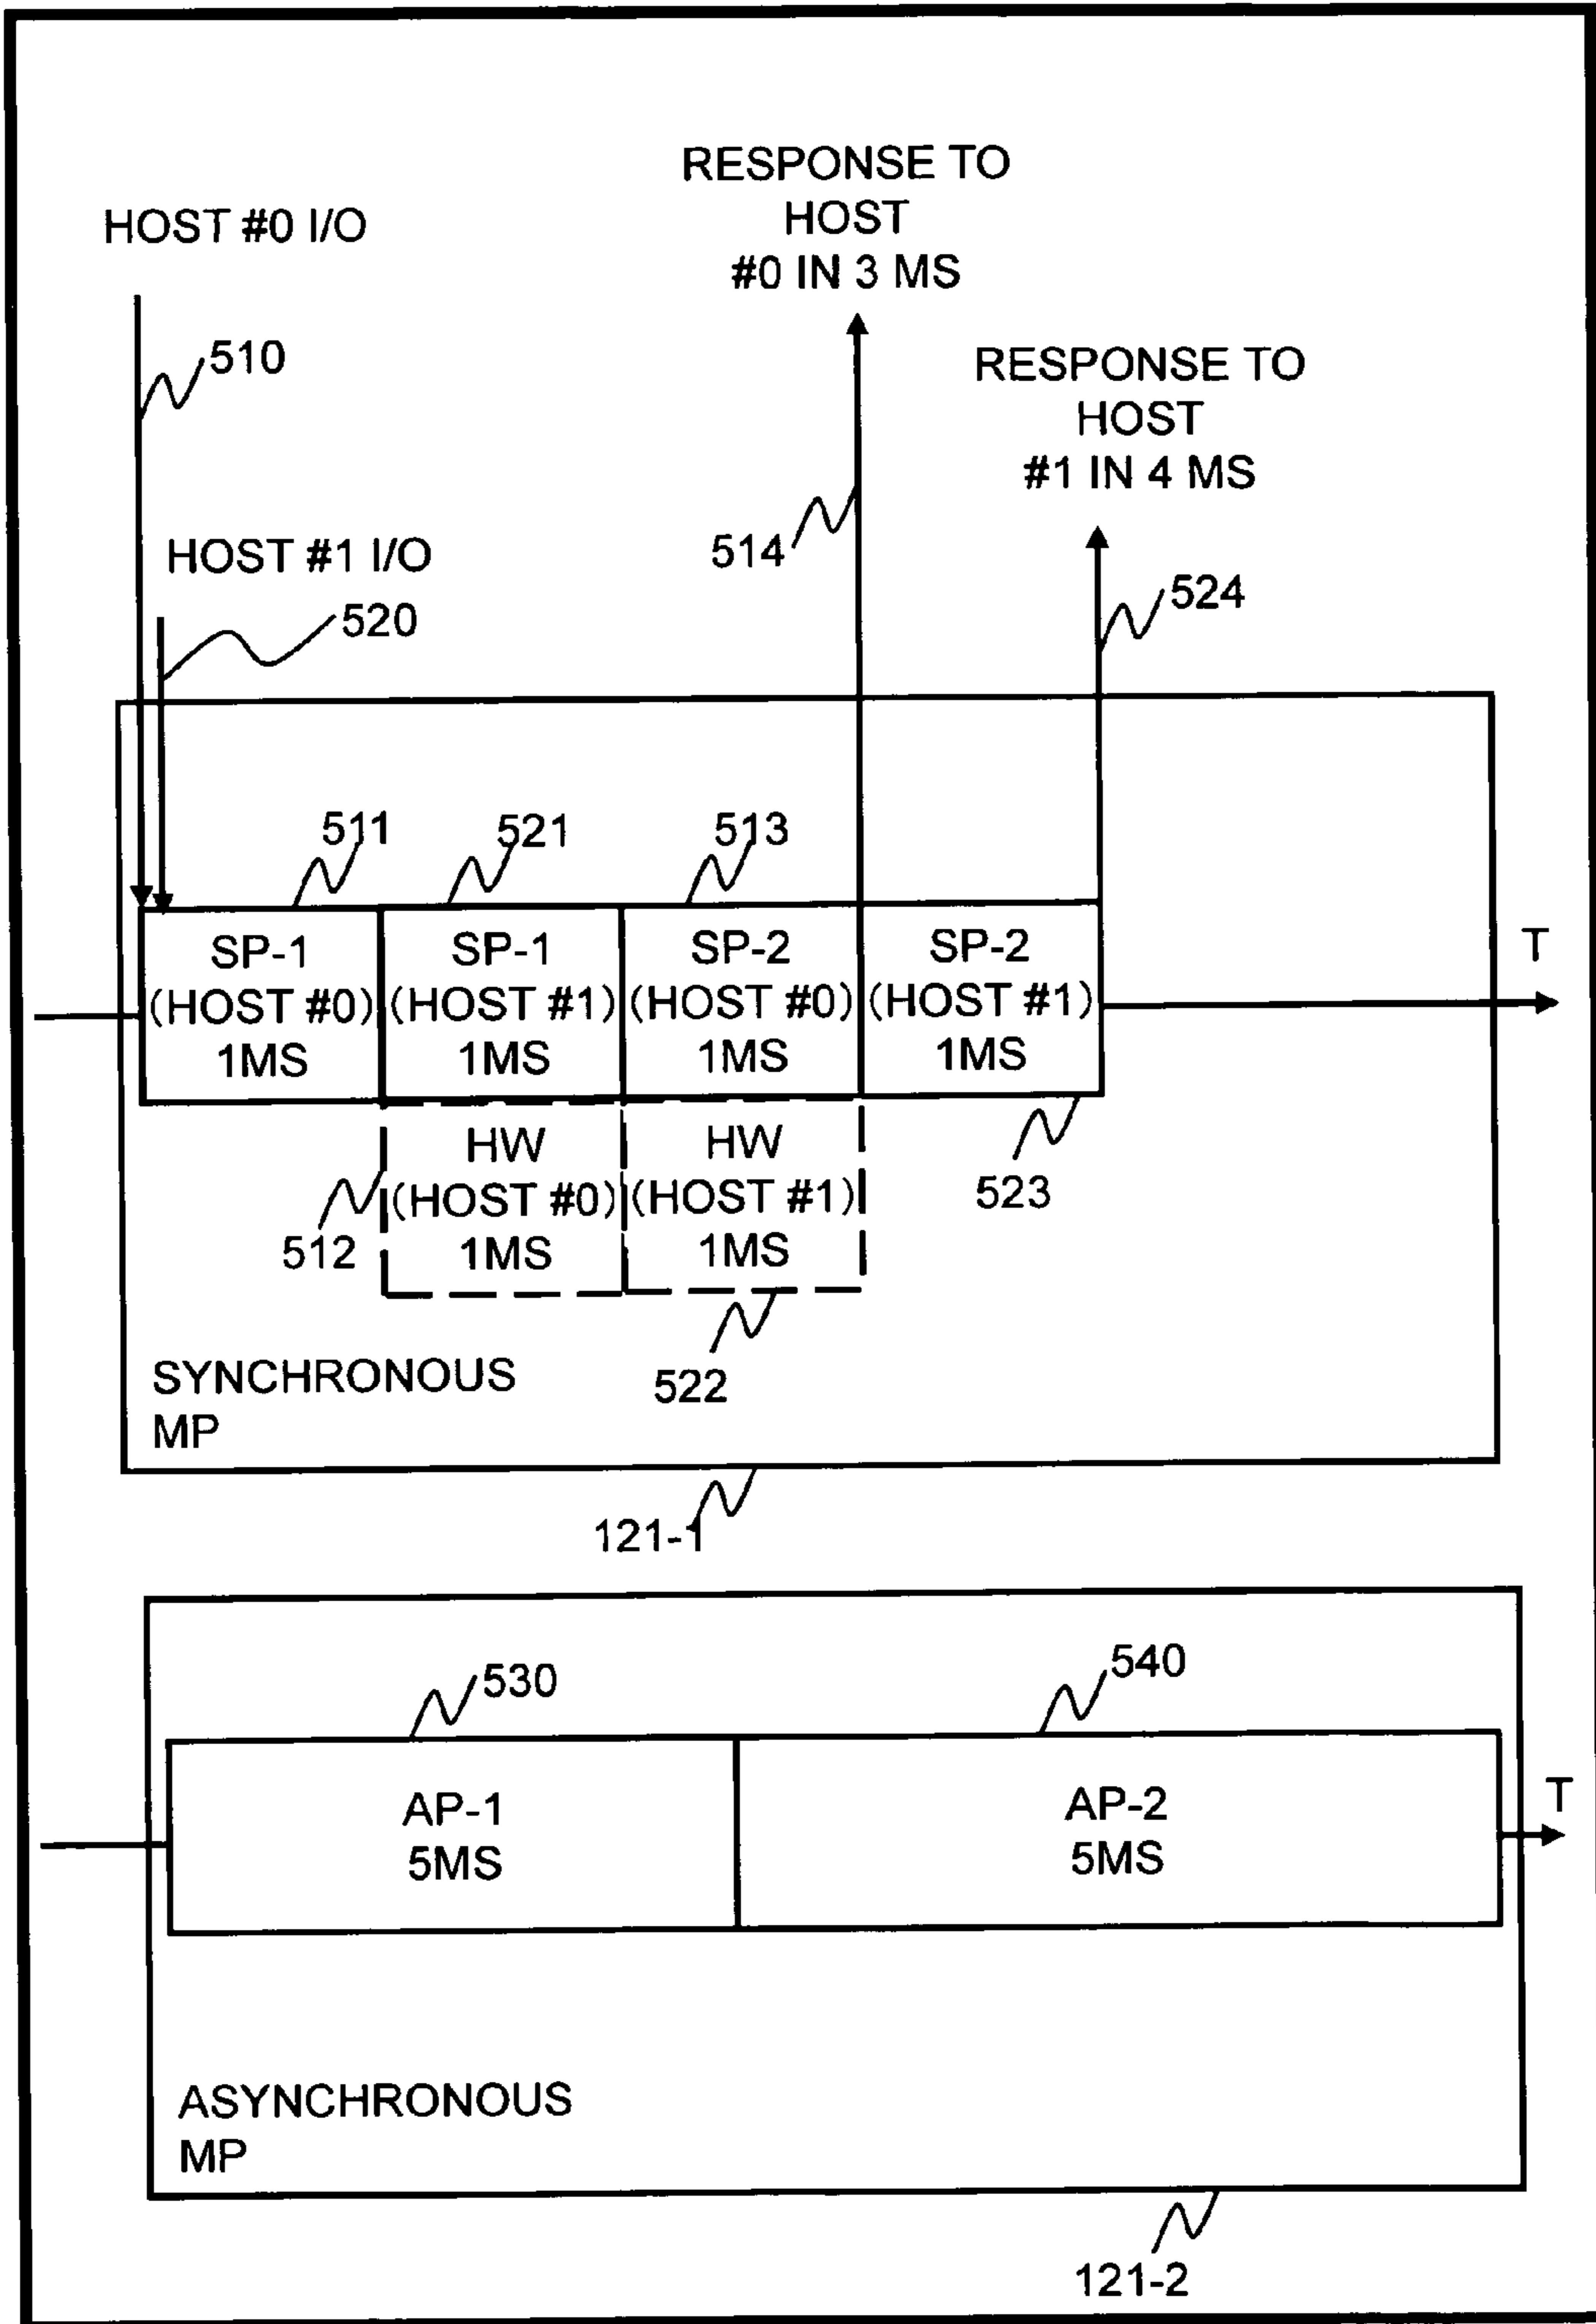 RESPONSE TO
HOST
#0 IN 3 MS
HOST #0 I/O
510
RESPONSE TO
HOST
#1 IN 4 MS
514
HOST #1 I/O
520
524
511
521
513
SP-1
(HOST #0)
1MS
SP-1
(HOST #1)
1MS
SP-2
(HOST #0)
1MS
SP-2
(HOST #1)
1MS
T
HW
(HOST #0)
1MS
HW
(HOST #1)
1MS
512
523
522
SYNCHRONOUS
MP
121-1
530
540
AP-1
5MS
AP-2
5MS
T
ASYNCHRONOUS
MP
121-2